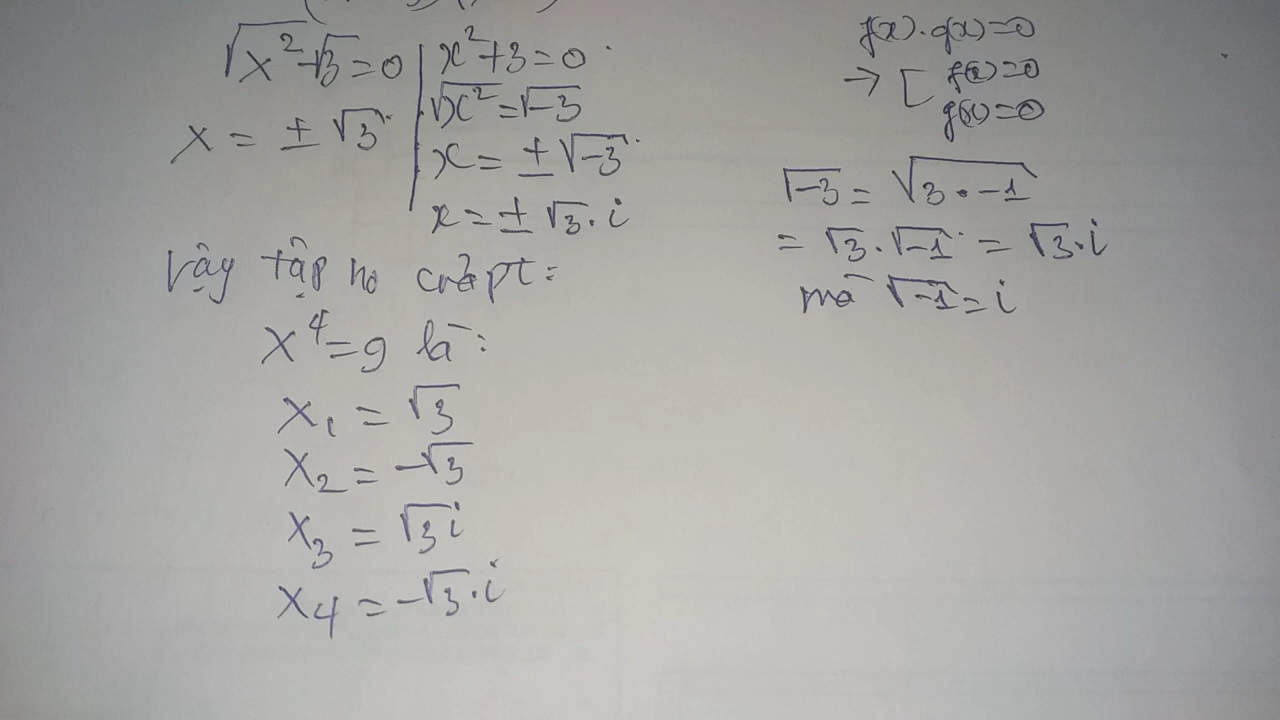 √x² - √3 = 0 | x² + 3 = 0
√x² = √-3
x = ± √3
x = ± √-3
x = ± √3 . i
Vậy tập no của pt:
X⁴ = 9 là:
X₁ = √3
X₂ = -√3
X₃ = √3 i
X₄ = -√3 . i
f(x) . g(x) = 0
→ [ f(x) = 0
g(x) = 0
√-3 = √3 . -1
= √3 . √-1 = √3 . i
mà √-1 = i